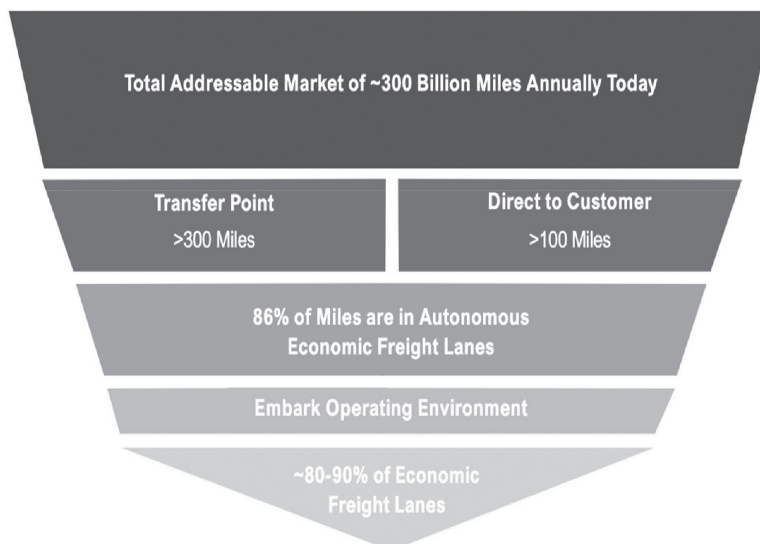 Total Addressable Market of ~300 Billion Miles Annually Today
Transfer Point
>300 Miles
Direct to Customer
>100 Miles
86% of Miles are in Autonomous
Economic Freight Lanes
Embark Operating Environment
~80-90% of Economic
Freight Lanes